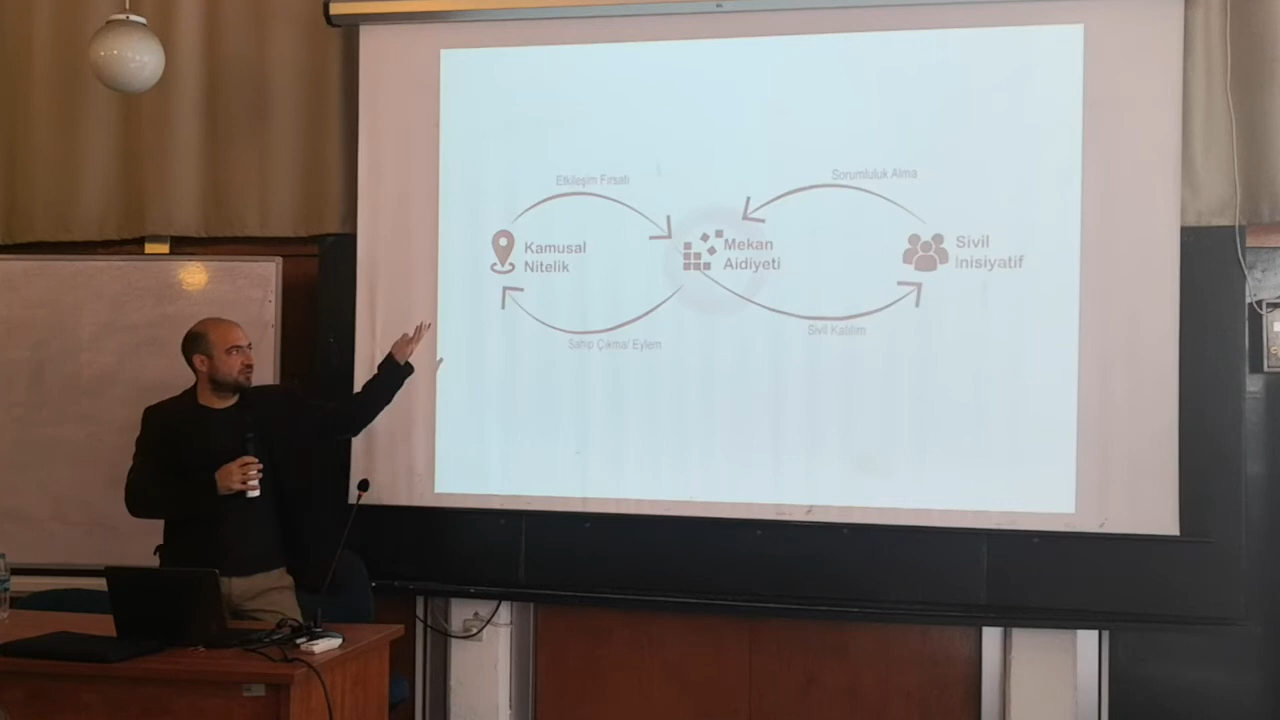 Etkileşim Fırsatı
Sorumluluk Alma
Kamusal
Nitelik
Mekan
Aidiyeti
Sivil
İnisiyatif
Sahip Çıkma/ Eylem
Sivil Katılım